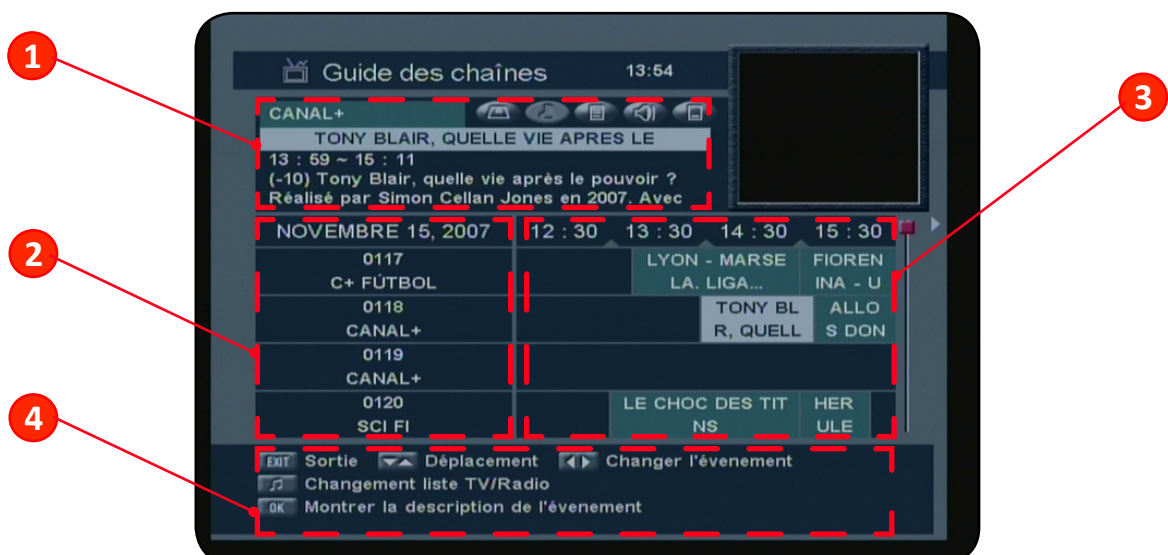 1
Guide des chaînes 13:54
3
CANAL+
TONY BLAIR, QUELLE VIE APRES LE
13 : 59 ~ 15 : 11
(-10) Tony Blair, quelle vie après le pouvoir ?
Réalisé par Simon Cellan Jones en 2007. Avec
2
NOVEMBRE 15, 2007 12 : 30 13 : 30 14 : 30 15 : 30
0117 LYON - MARSE FIOREN
C+ FÚTBOL LA. LIGA... INA - U
0118 TONY BL ALLO
CANAL+ R, QUELL S DON
0119
CANAL+
4
0120 LE CHOC DES TIT HER
SCI FI NS ULE
EXIT Sortie Déplacement Changer l'évenement
Changement liste TV/Radio
OK Montrer la description de l'évenement